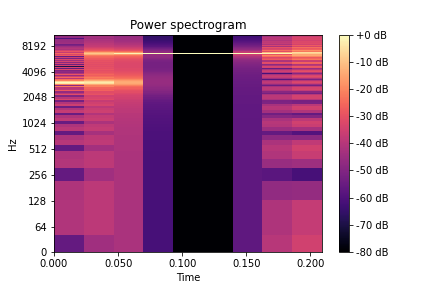 Power spectrogram
Hz
8192
4096
2048
1024
512
256
128
64
0
0.000 0.050 0.100 0.150 0.200
Time
+0 dB
-10 dB
-20 dB
-30 dB
-40 dB
-50 dB
-60 dB
-70 dB
-80 dB